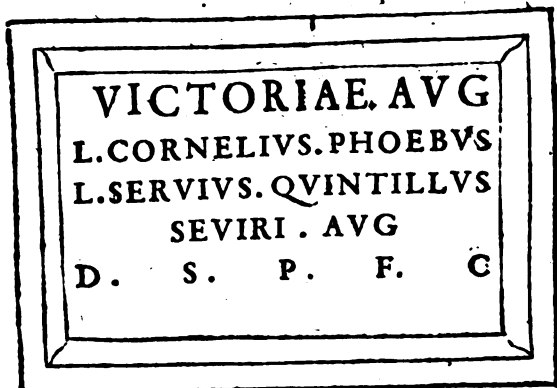 VICTORIAE. AVG
L.CORNELIVS.PHOEBVS
L.SERVIVS.QVINTILLVS
SEVIRI . AVG
D. S. P. F. C